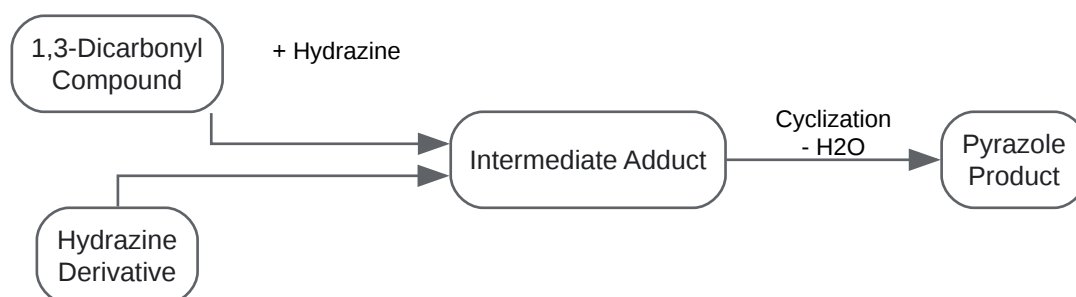 1,3-Dicarbonyl
Compound
+ Hydrazine
Intermediate Adduct
Cyclization
- H2O
Pyrazole
Product
Hydrazine
Derivative